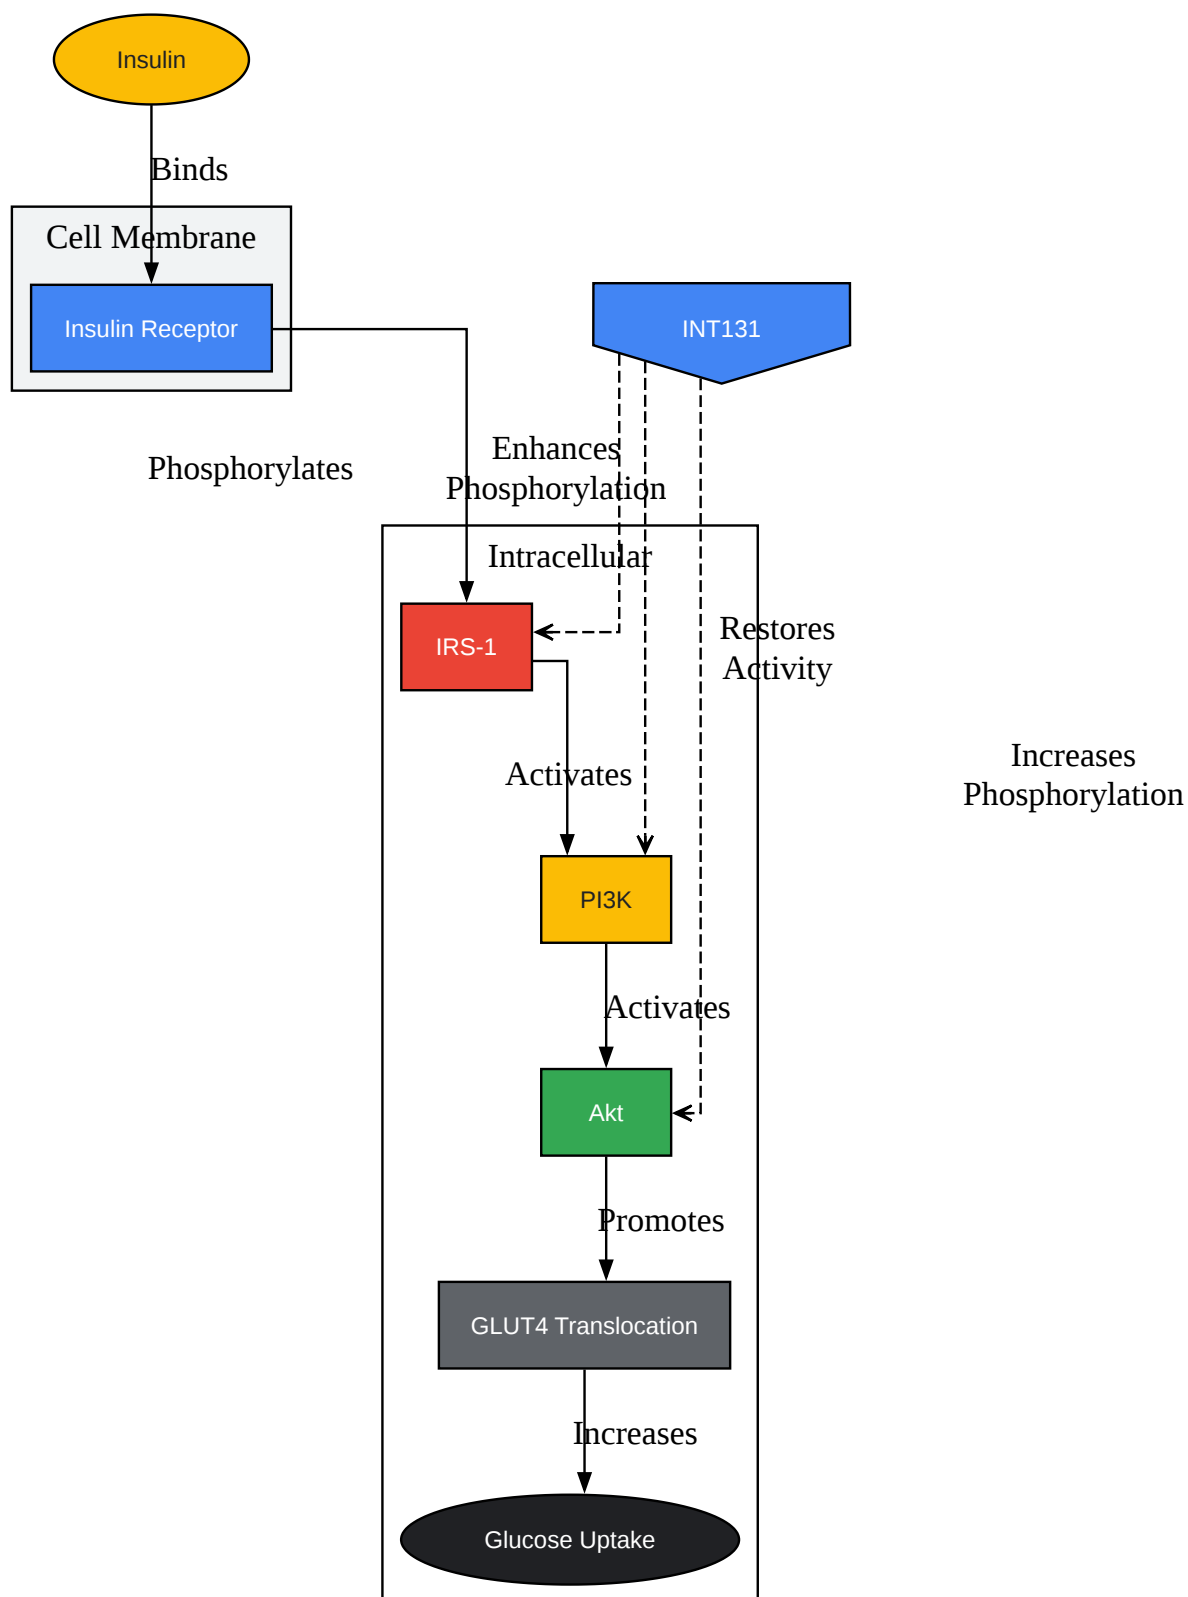 Insulin
Binds
Cell Membrane
Insulin Receptor
INT131
Phosphorylates
Enhances
Phosphorylation
Intracellular
IRS-1
Restores
Activity
Activates
Increases
Phosphorylation
PI3K
Activates
Akt
Promotes
GLUT4 Translocation
Increases
Glucose Uptake